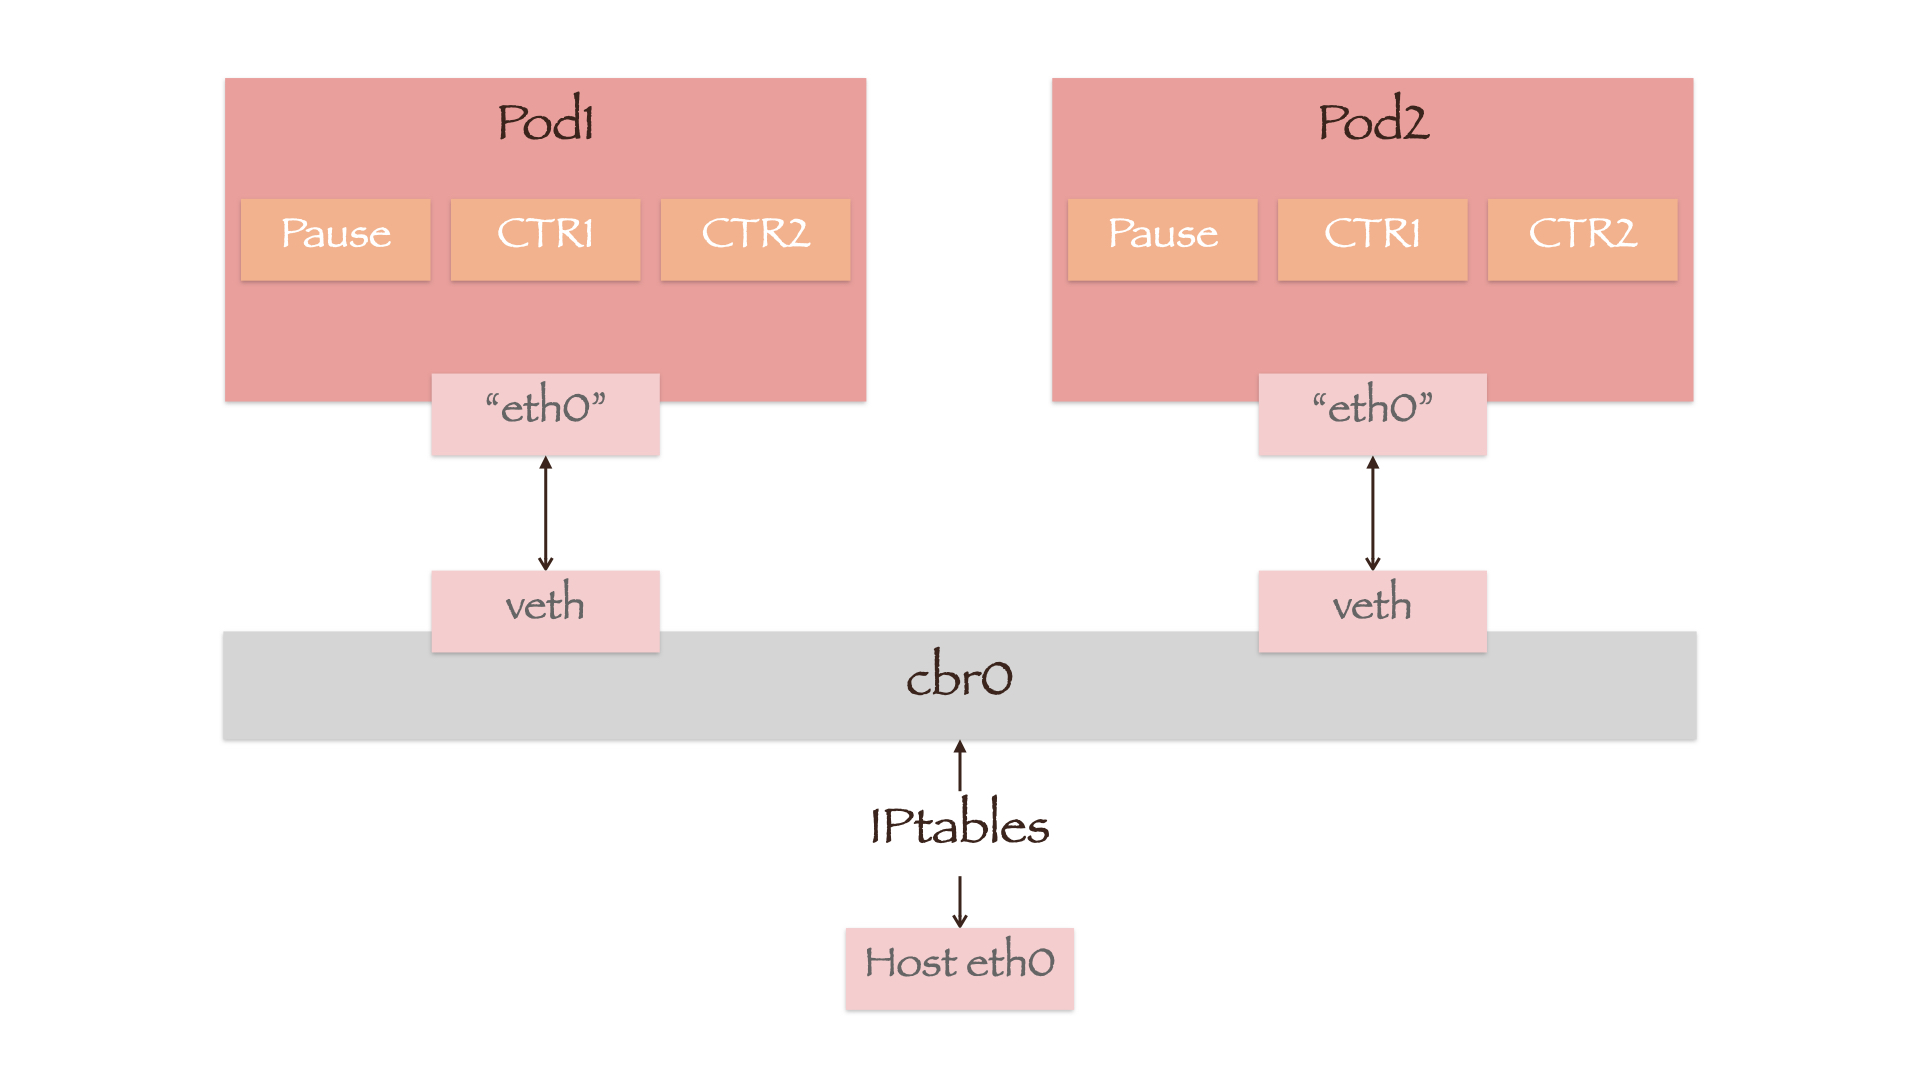 Pod1
Pod2
Pause
CTR1
CTR2
Pause
CTR1
CTR2
“eth0”
“eth0”
veth
veth
cbr0
IPtables
Host eth0